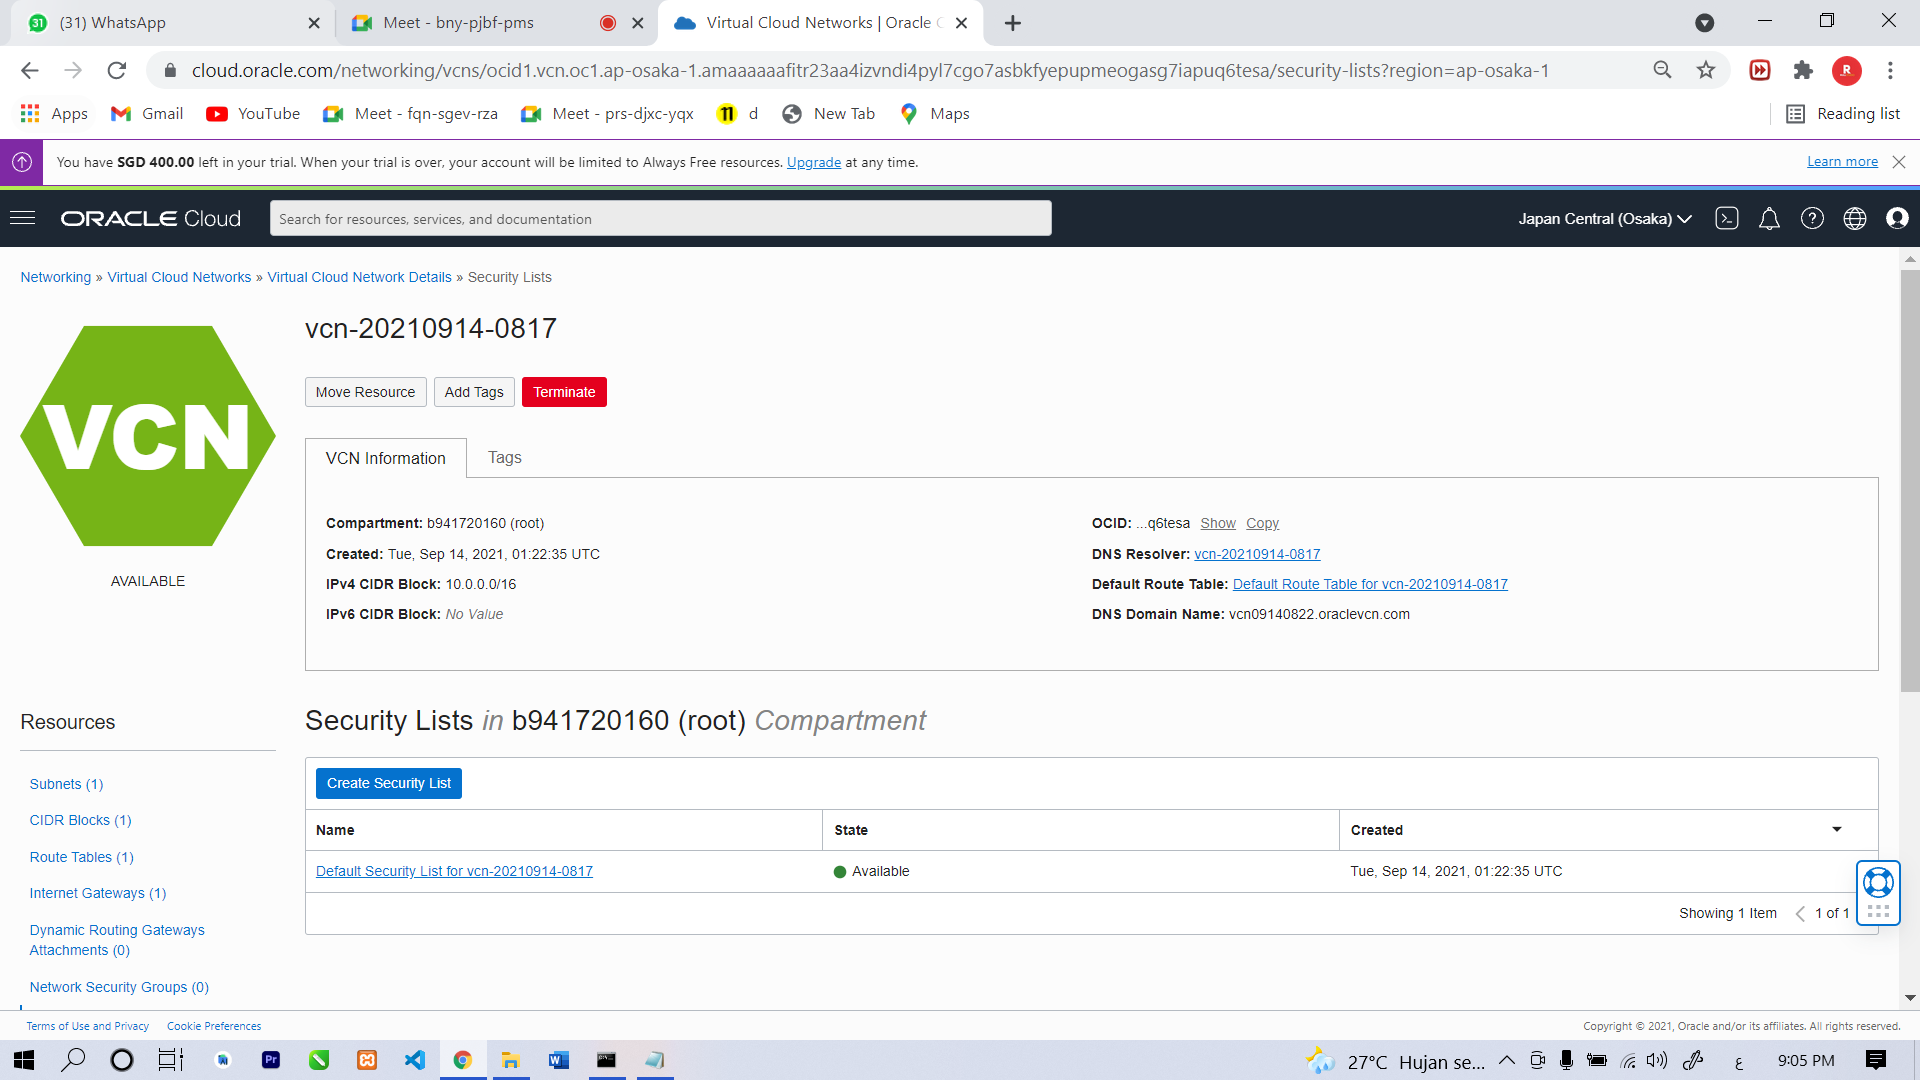 (31) WhatsApp
Meet - bny-pjbf-pms
Virtual Cloud Networks | Oracle C
cloud.oracle.com/networking/vcns/ocid1.vcn.oc1.ap-osaka-1.amaaaaaafitr23aa4izvndi4pyl7cgo7asbkfyepupmeogasg7iapuq6tesa/security-lists?region=ap-osaka-1
Apps
Gmail
YouTube
Meet - fqn-sgev-rza
Meet - prs-djxc-yqx
d
New Tab
Maps
Reading list
You have SGD 400.00 left in your trial. When your trial is over, your account will be limited to Always Free resources. Upgrade at any time.
Learn more
ORACLE Cloud
Search for resources, services, and documentation
Japan Central (Osaka)
Networking » Virtual Cloud Networks » Virtual Cloud Network Details » Security Lists
VCN
AVAILABLE
vcn-20210914-0817
Move Resource
Add Tags
Terminate
VCN Information
Tags
Compartment: b941720160 (root)
Created: Tue, Sep 14, 2021, 01:22:35 UTC
IPv4 CIDR Block: 10.0.0.0/16
IPv6 CIDR Block: No Value
OCID: ...q6tesa Show Copy
DNS Resolver: vcn-20210914-0817
Default Route Table: Default Route Table for vcn-20210914-0817
DNS Domain Name: vcn09140822.oraclevcn.com
Resources
Subnets (1)
CIDR Blocks (1)
Route Tables (1)
Internet Gateways (1)
Dynamic Routing Gateways
Attachments (0)
Network Security Groups (0)
Security Lists in b941720160 (root) Compartment
Create Security List
Name
State
Created
Default Security List for vcn-20210914-0817
Available
Tue, Sep 14, 2021, 01:22:35 UTC
Showing 1 Item
1 of 1
Terms of Use and Privacy
Cookie Preferences
Copyright © 2021, Oracle and/or its affiliates. All rights reserved.
Pr
27°C Hujan se...
ع
9:05 PM